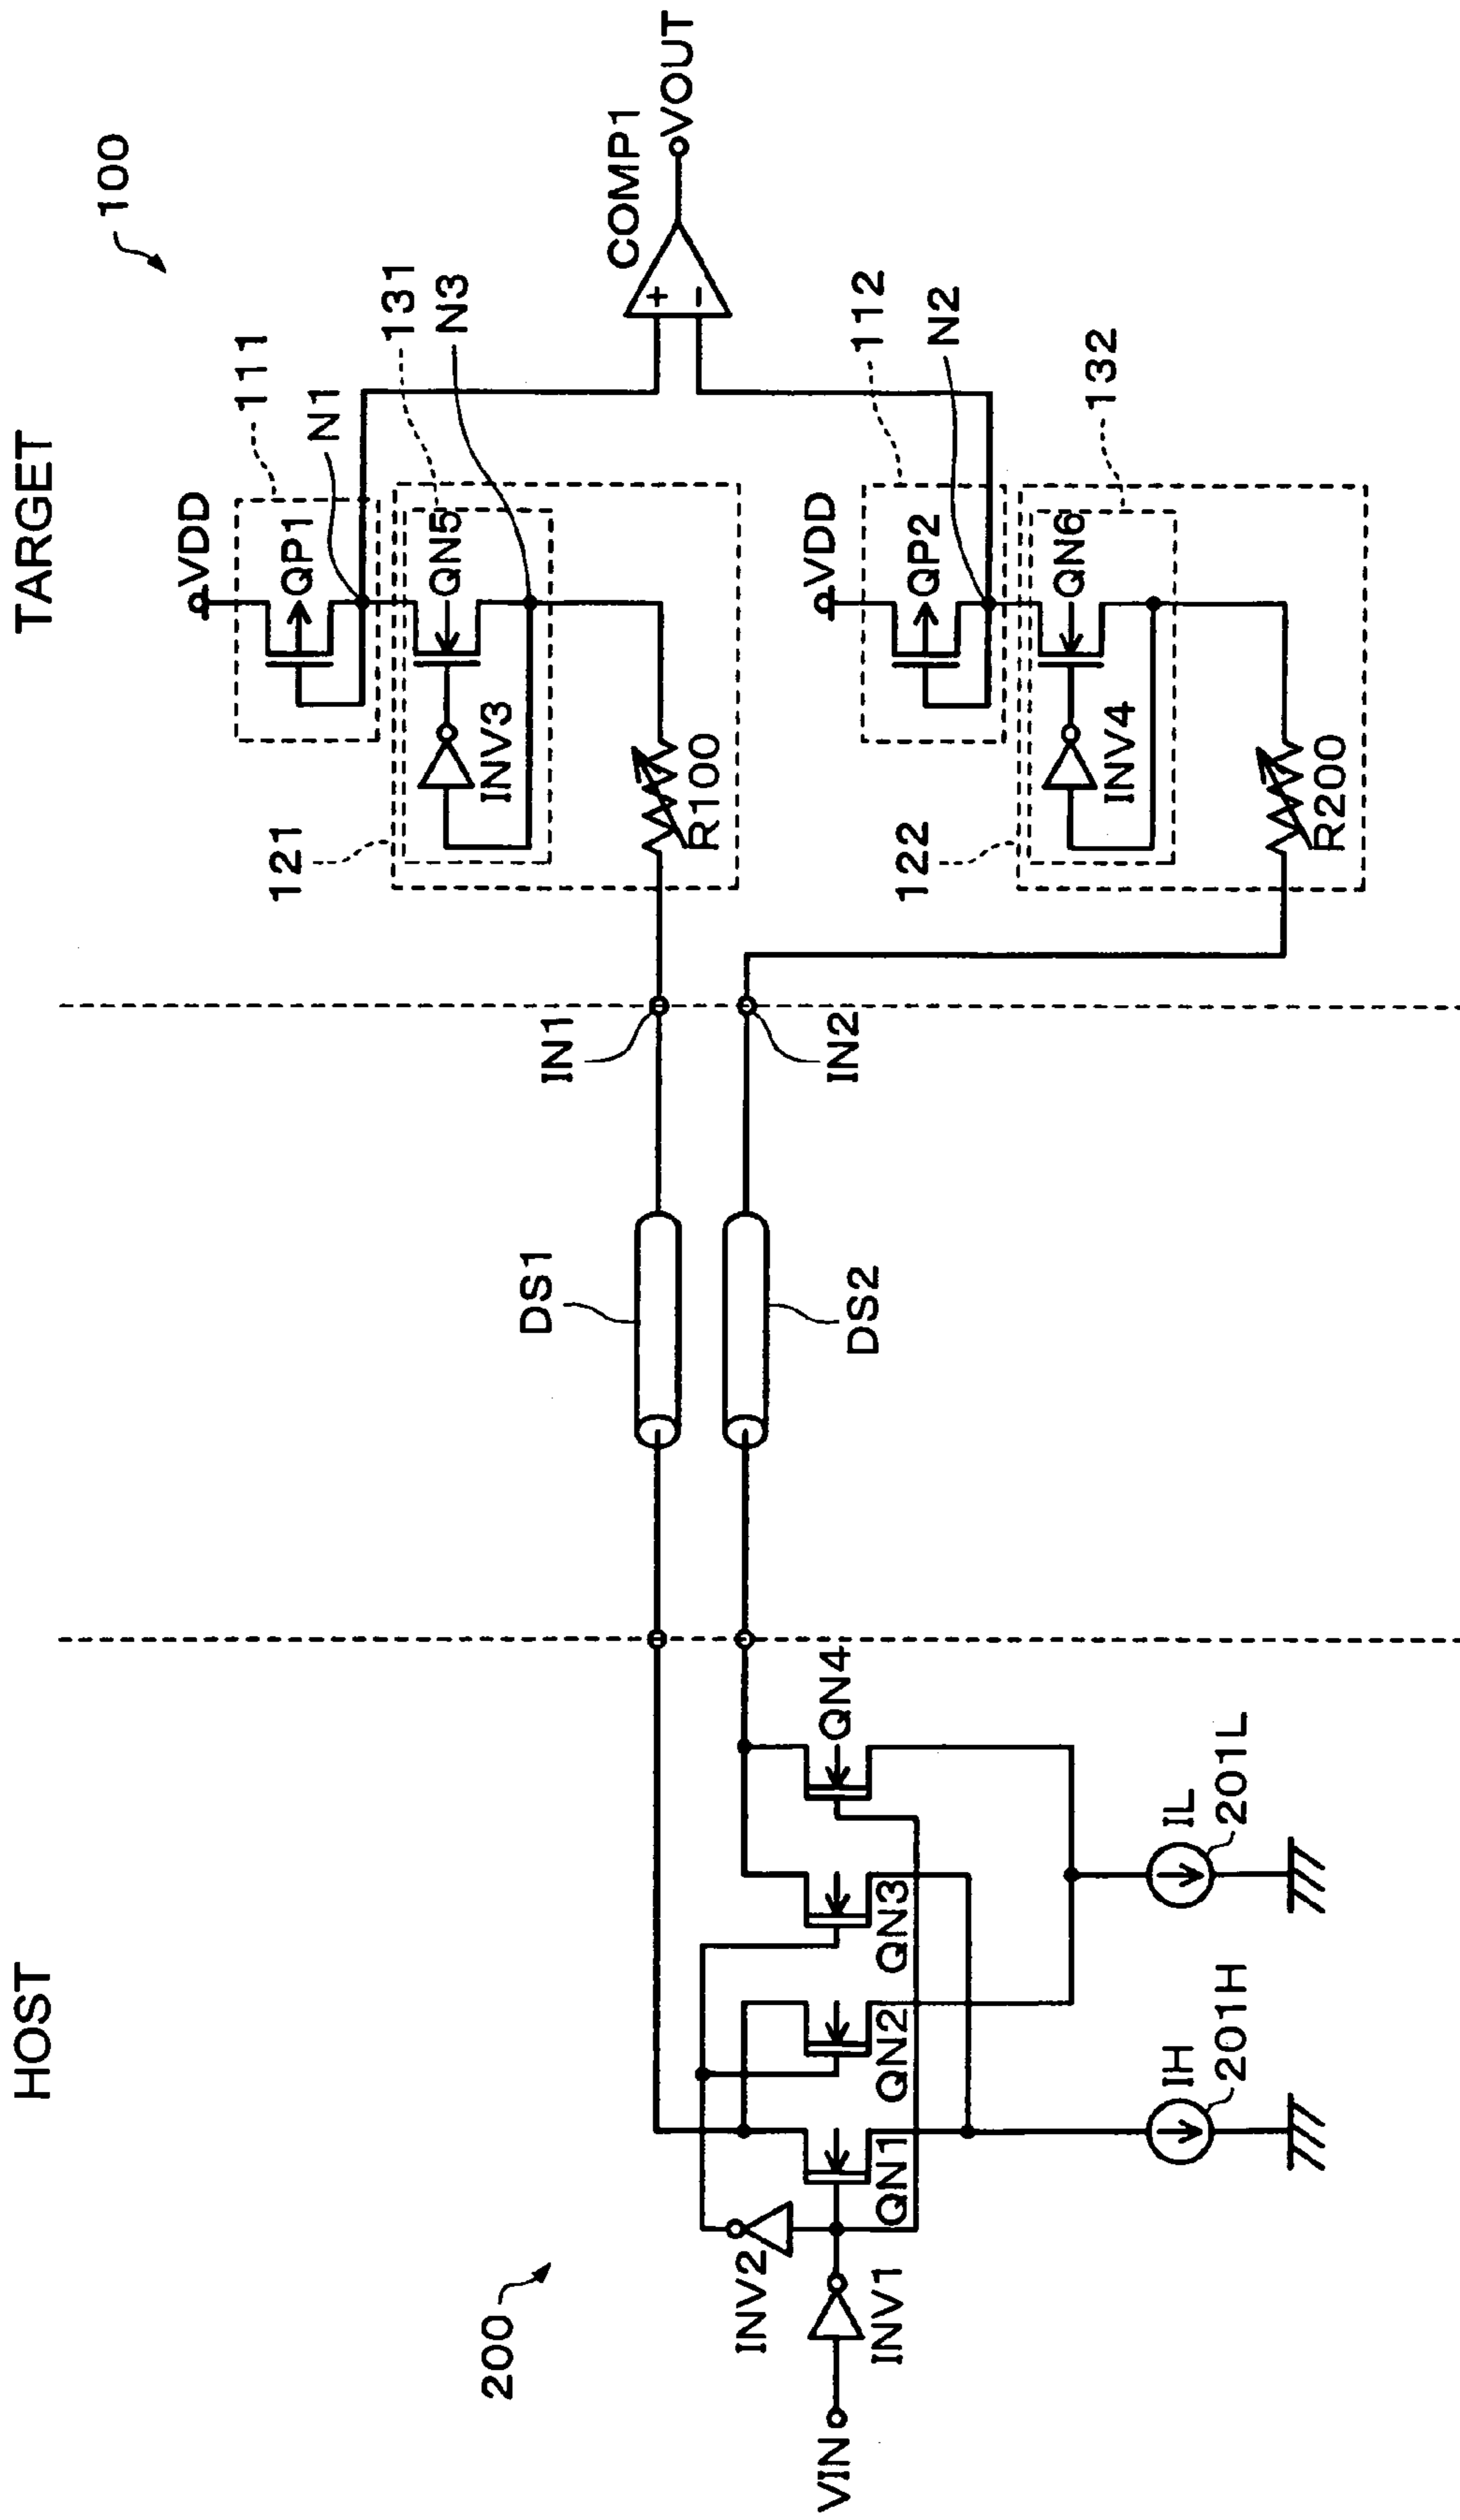 HOST
TARGET
200
100
VIN
INV1
INV2
QN1
QN2
QN3
QN4
IH
201H
IL
201L
DS1
DS2
IN1
IN2
121
131
111
VDD
QP1
N1
QN5
N3
INV3
R100
122
132
112
VDD
QP2
N2
QN6
INV4
R200
COMP1
+
−
VOUT